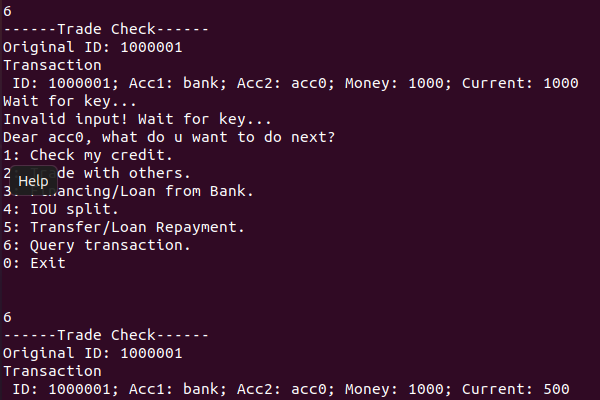 6
------Trade Check------
Original ID: 1000001
Transaction
ID: 1000001; Acc1: bank; Acc2: acc0; Money: 1000; Current: 1000
Wait for key...
Invalid input! Wait for key...
Dear acc0, what do u want to do next?
1: Check my credit.
2: Trade with others.
Help
3: Financing/Loan from Bank.
4: IOU split.
5: Transfer/Loan Repayment.
6: Query transaction.
0: Exit
6
------Trade Check------
Original ID: 1000001
Transaction
ID: 1000001; Acc1: bank; Acc2: acc0; Money: 1000; Current: 500